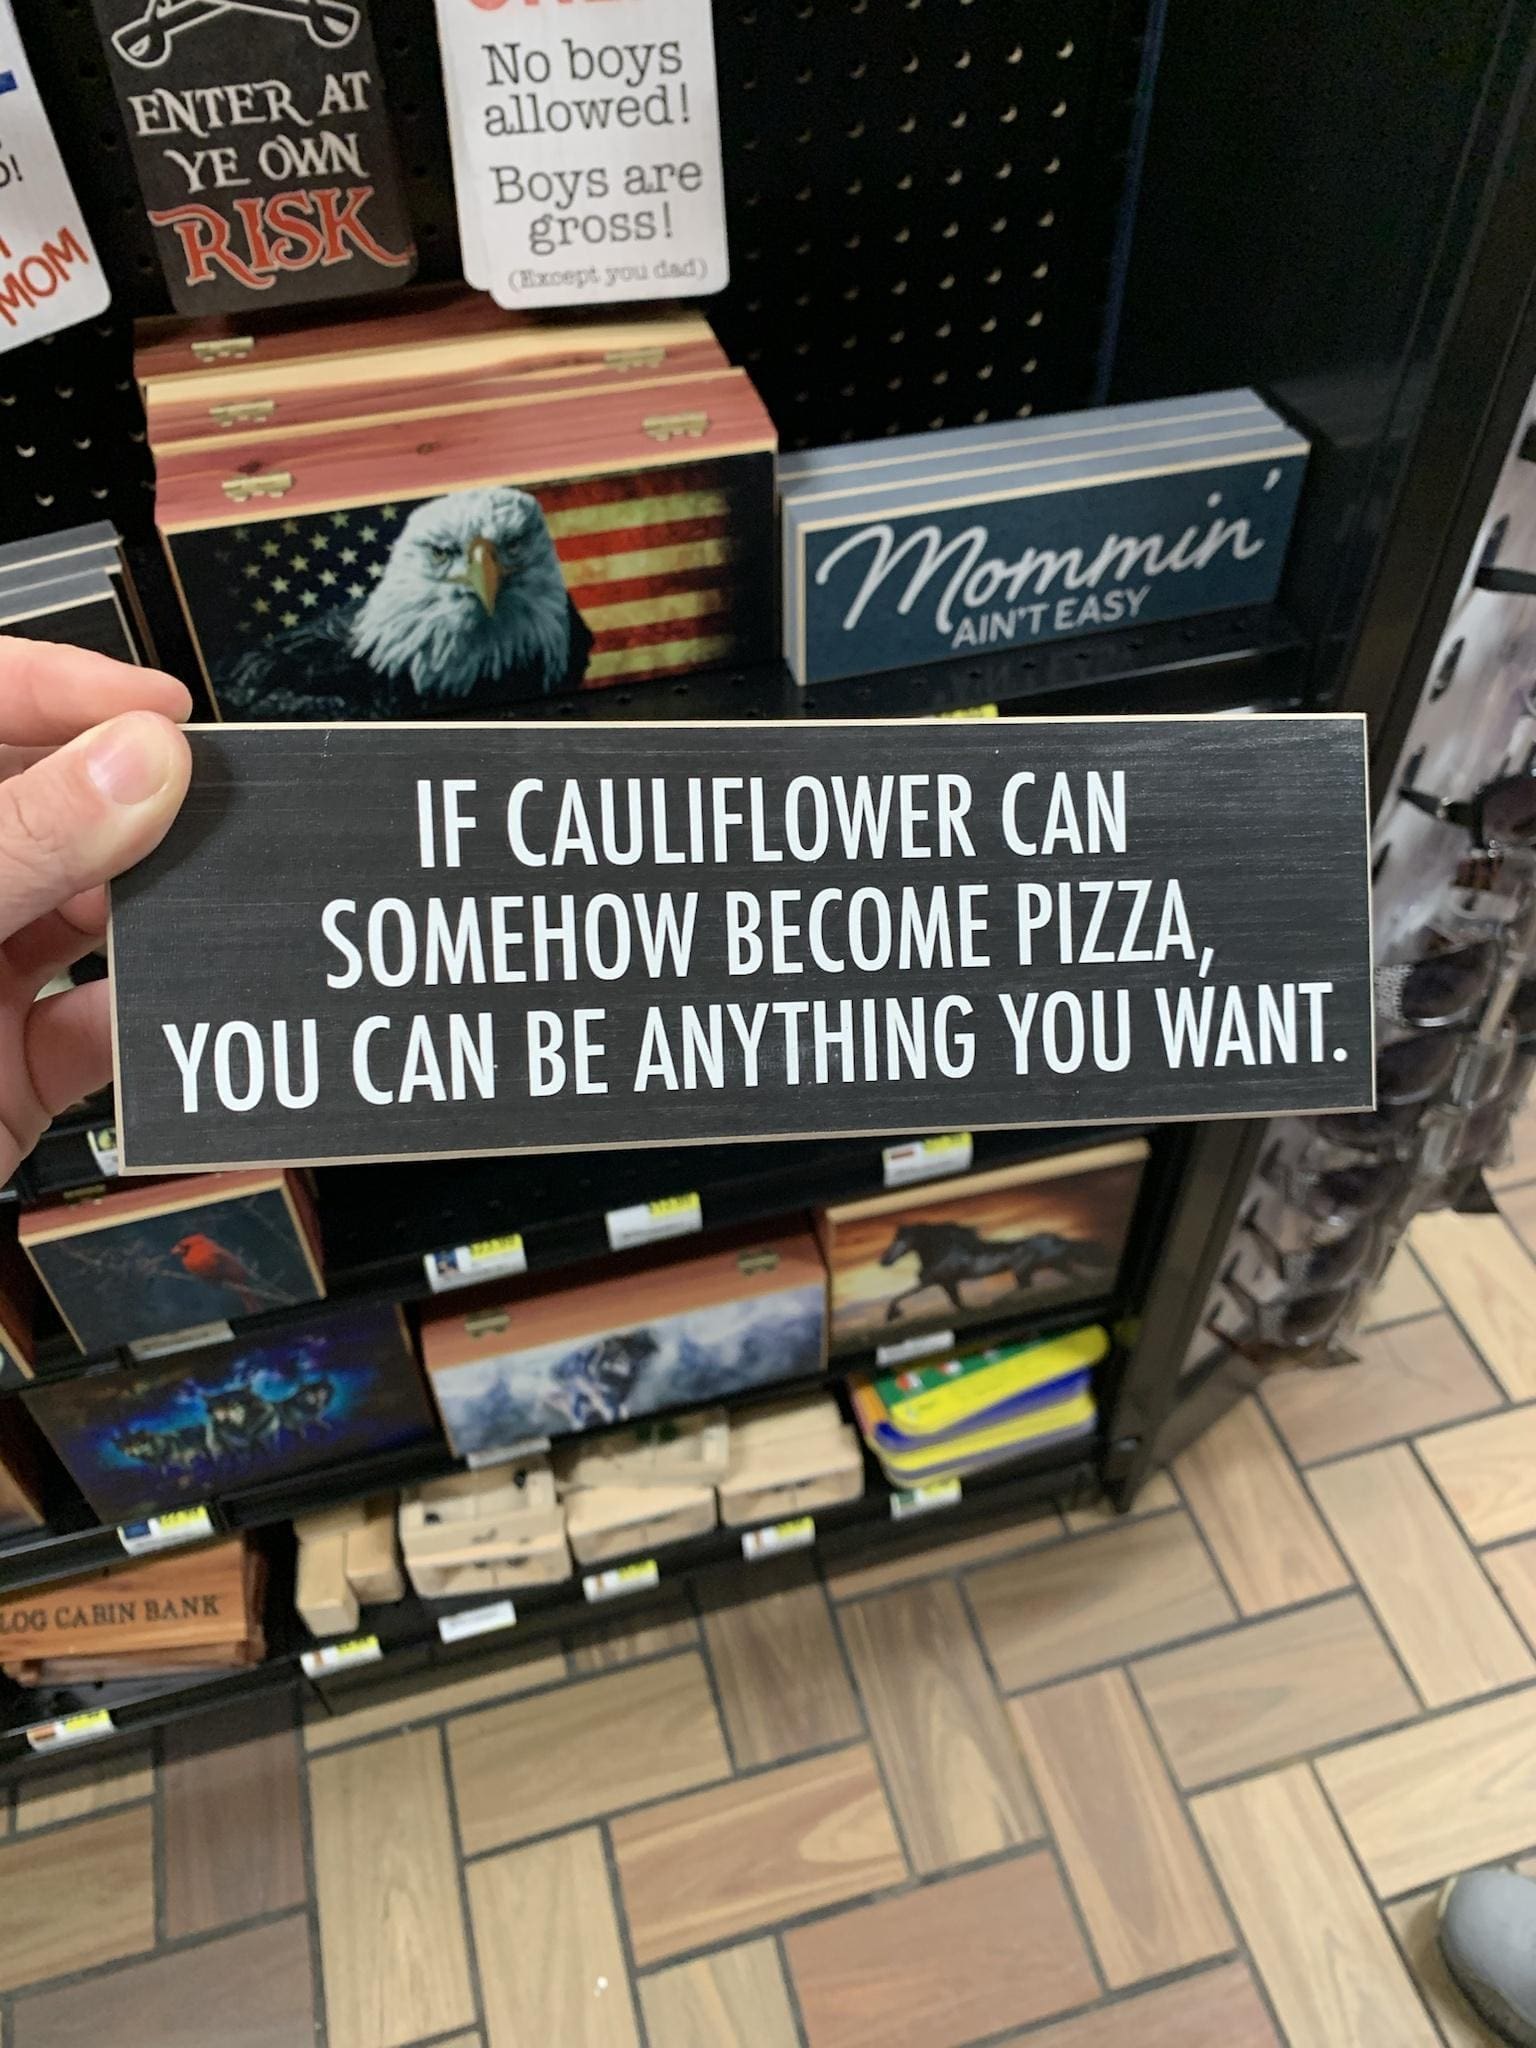 MOM
ENTER AT
YE OWN
RISK
No boys
allowed!
Boys are
gross!
(Except you dad)
Mommin'
AIN'T EASY
IF CAULIFLOWER CAN
SOMEHOW BECOME PIZZA,
YOU CAN BE ANYTHING YOU WANT.
LOG CABIN BANK